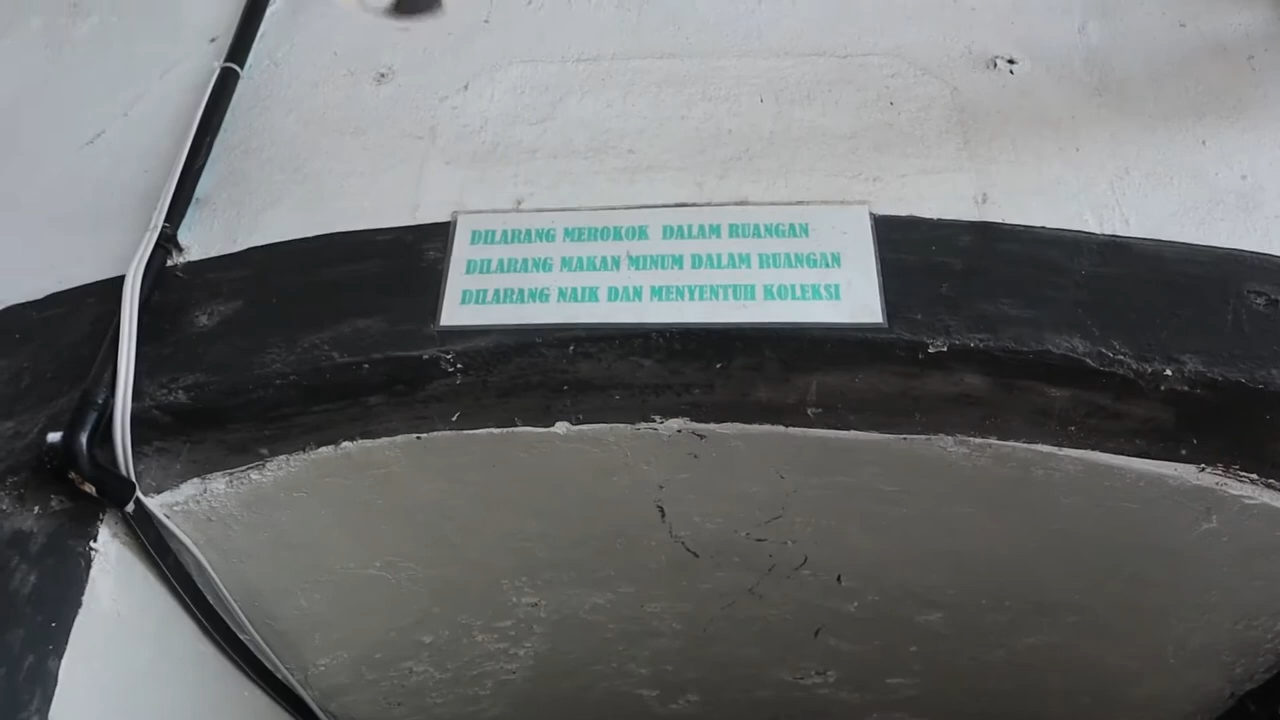 DILARANG MEROKOK DALAM RUANGAN
DILARANG MAKAN MINUM DALAM RUANGAN
DILARANG NAIK DAN MENYENTUH KOLEKSI